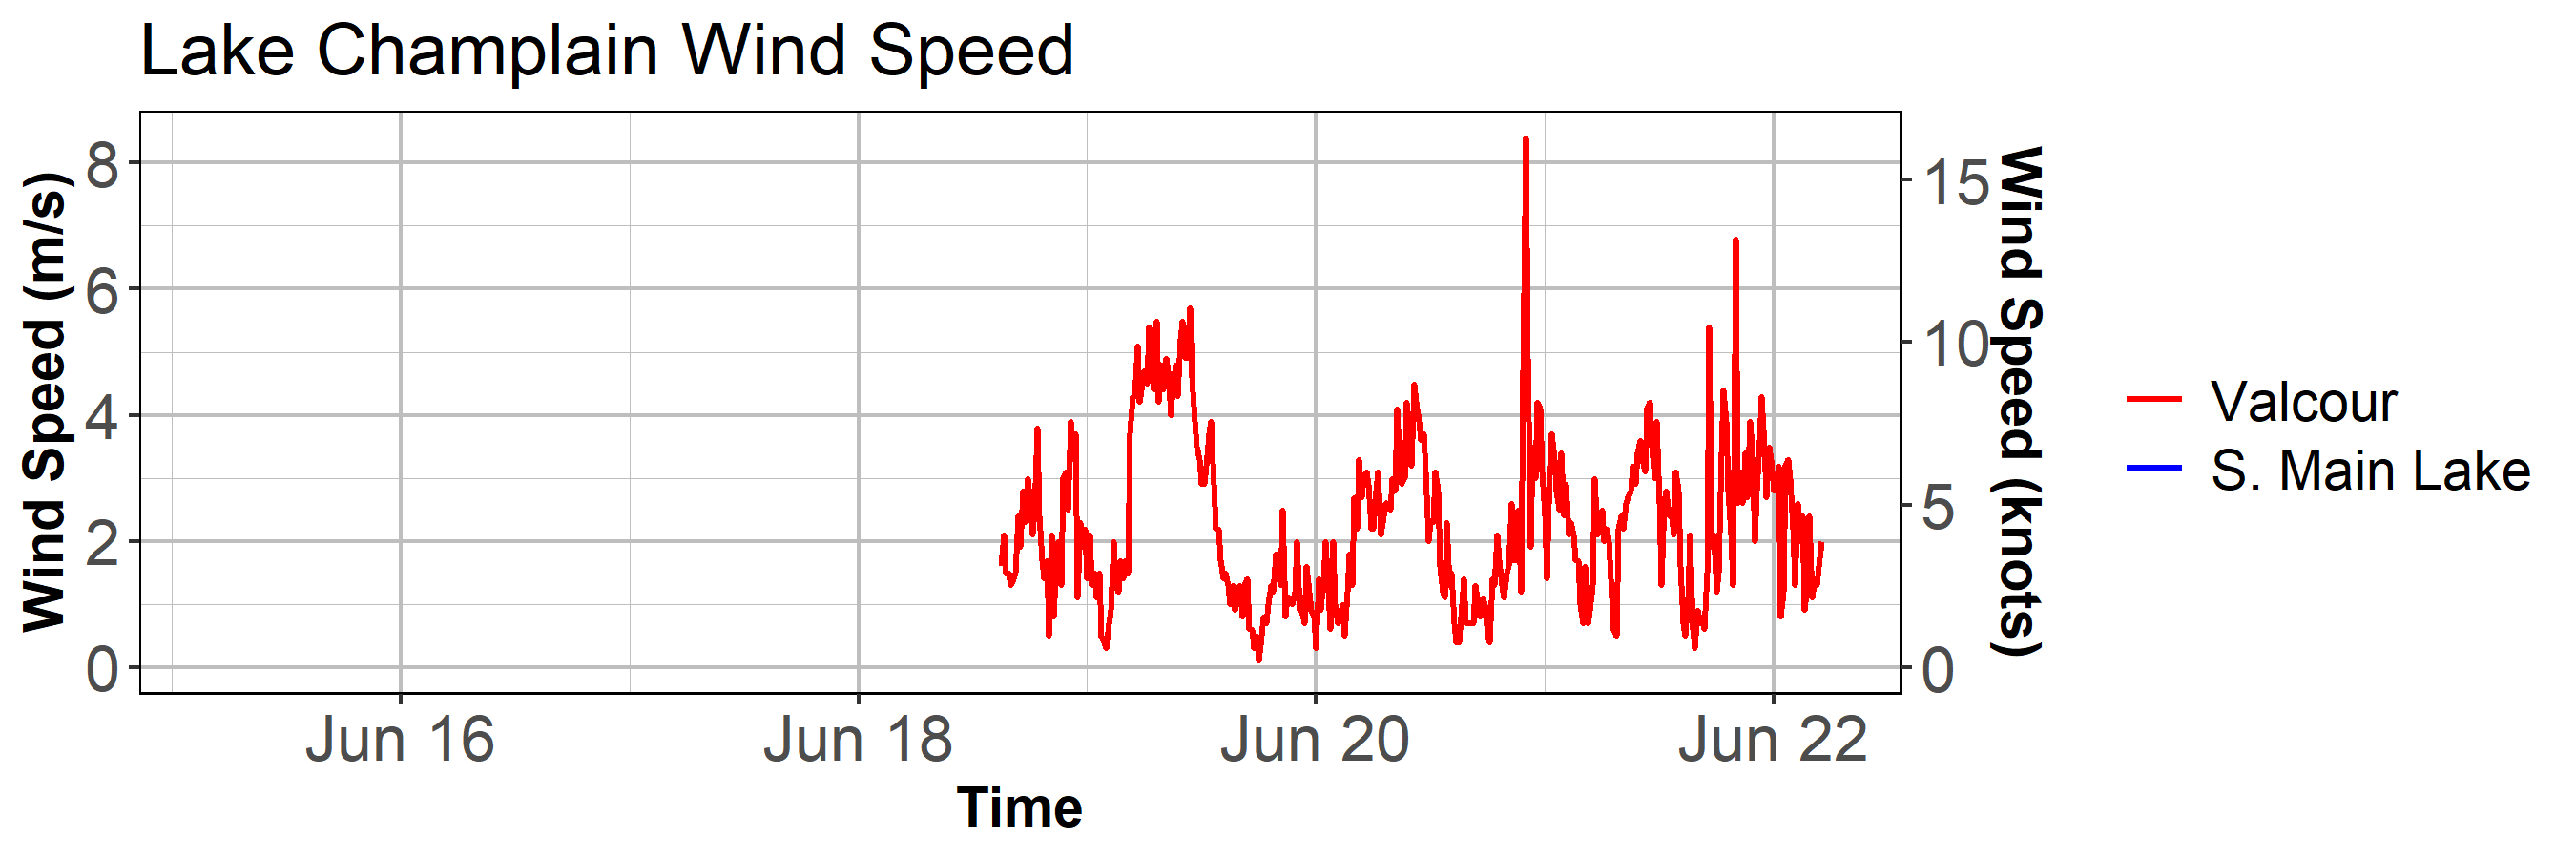 Lake Champlain Wind Speed
Wind Speed (m/s)
8
6
4
2
0
15
10
5
0
Wind Speed (knots)
Jun 16
Jun 18
Jun 20
Jun 22
Time
Valcour
S. Main Lake